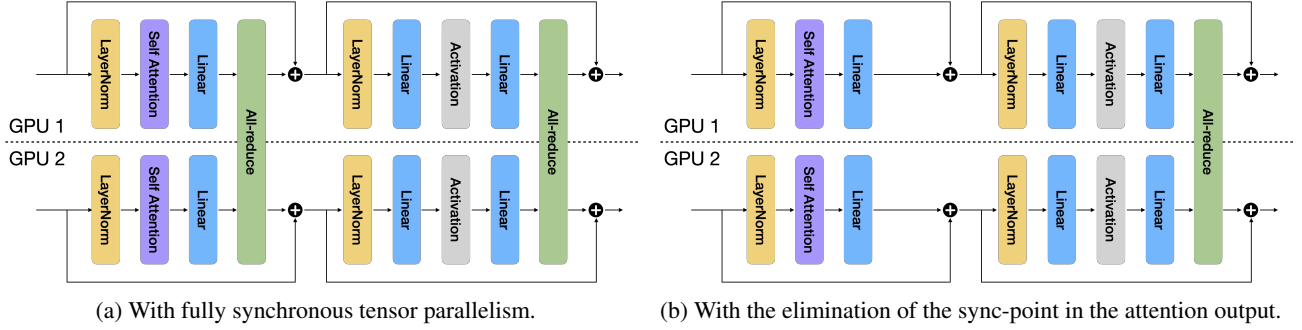 LayerNorm
Self Attention
Linear
All-reduce
LayerNorm
Linear
Activation
Linear
All-reduce
GPU 1
GPU 2
LayerNorm
Self Attention
Linear
LayerNorm
Linear
Activation
Linear
(a) With fully synchronous tensor parallelism.
LayerNorm
Self Attention
Linear
LayerNorm
Linear
Activation
Linear
All-reduce
GPU 1
GPU 2
LayerNorm
Self Attention
Linear
LayerNorm
Linear
Activation
Linear
(b) With the elimination of the sync-point in the attention output.